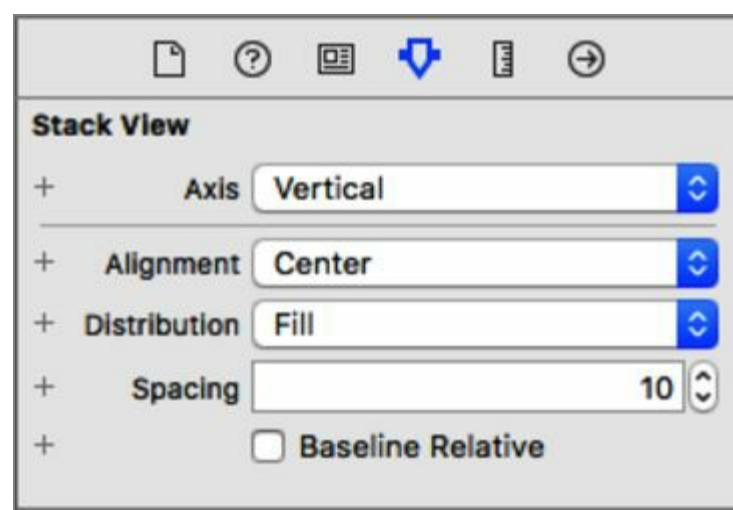 Stack View
+ Axis Vertical
+ Alignment Center
+ Distribution Fill
+ Spacing 10
+ Baseline Relative